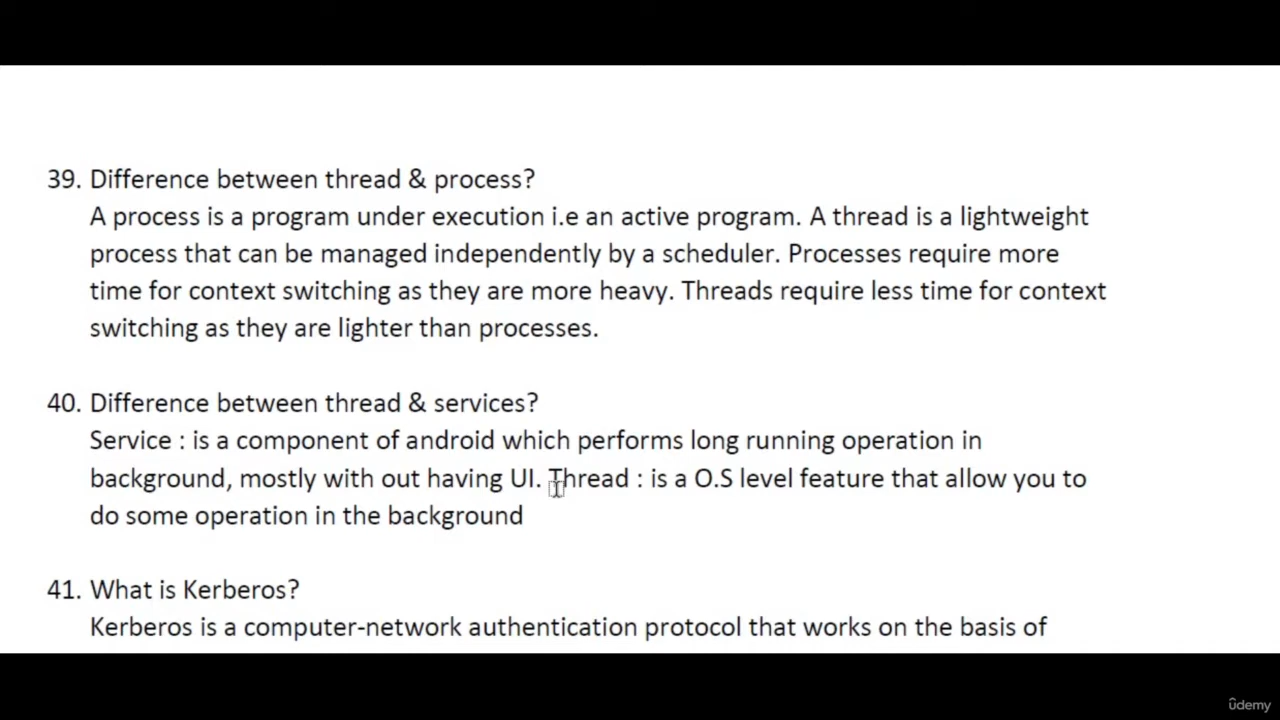 39. Difference between thread & process?
A process is a program under execution i.e an active program. A thread is a lightweight
process that can be managed independently by a scheduler. Processes require more
time for context switching as they are more heavy. Threads require less time for context
switching as they are lighter than processes.
40. Difference between thread & services?
Service : is a component of android which performs long running operation in
background, mostly with out having UI. Thread : is a O.S level feature that allow you to
do some operation in the background
41. What is Kerberos?
Kerberos is a computer-network authentication protocol that works on the basis of
ûdemy